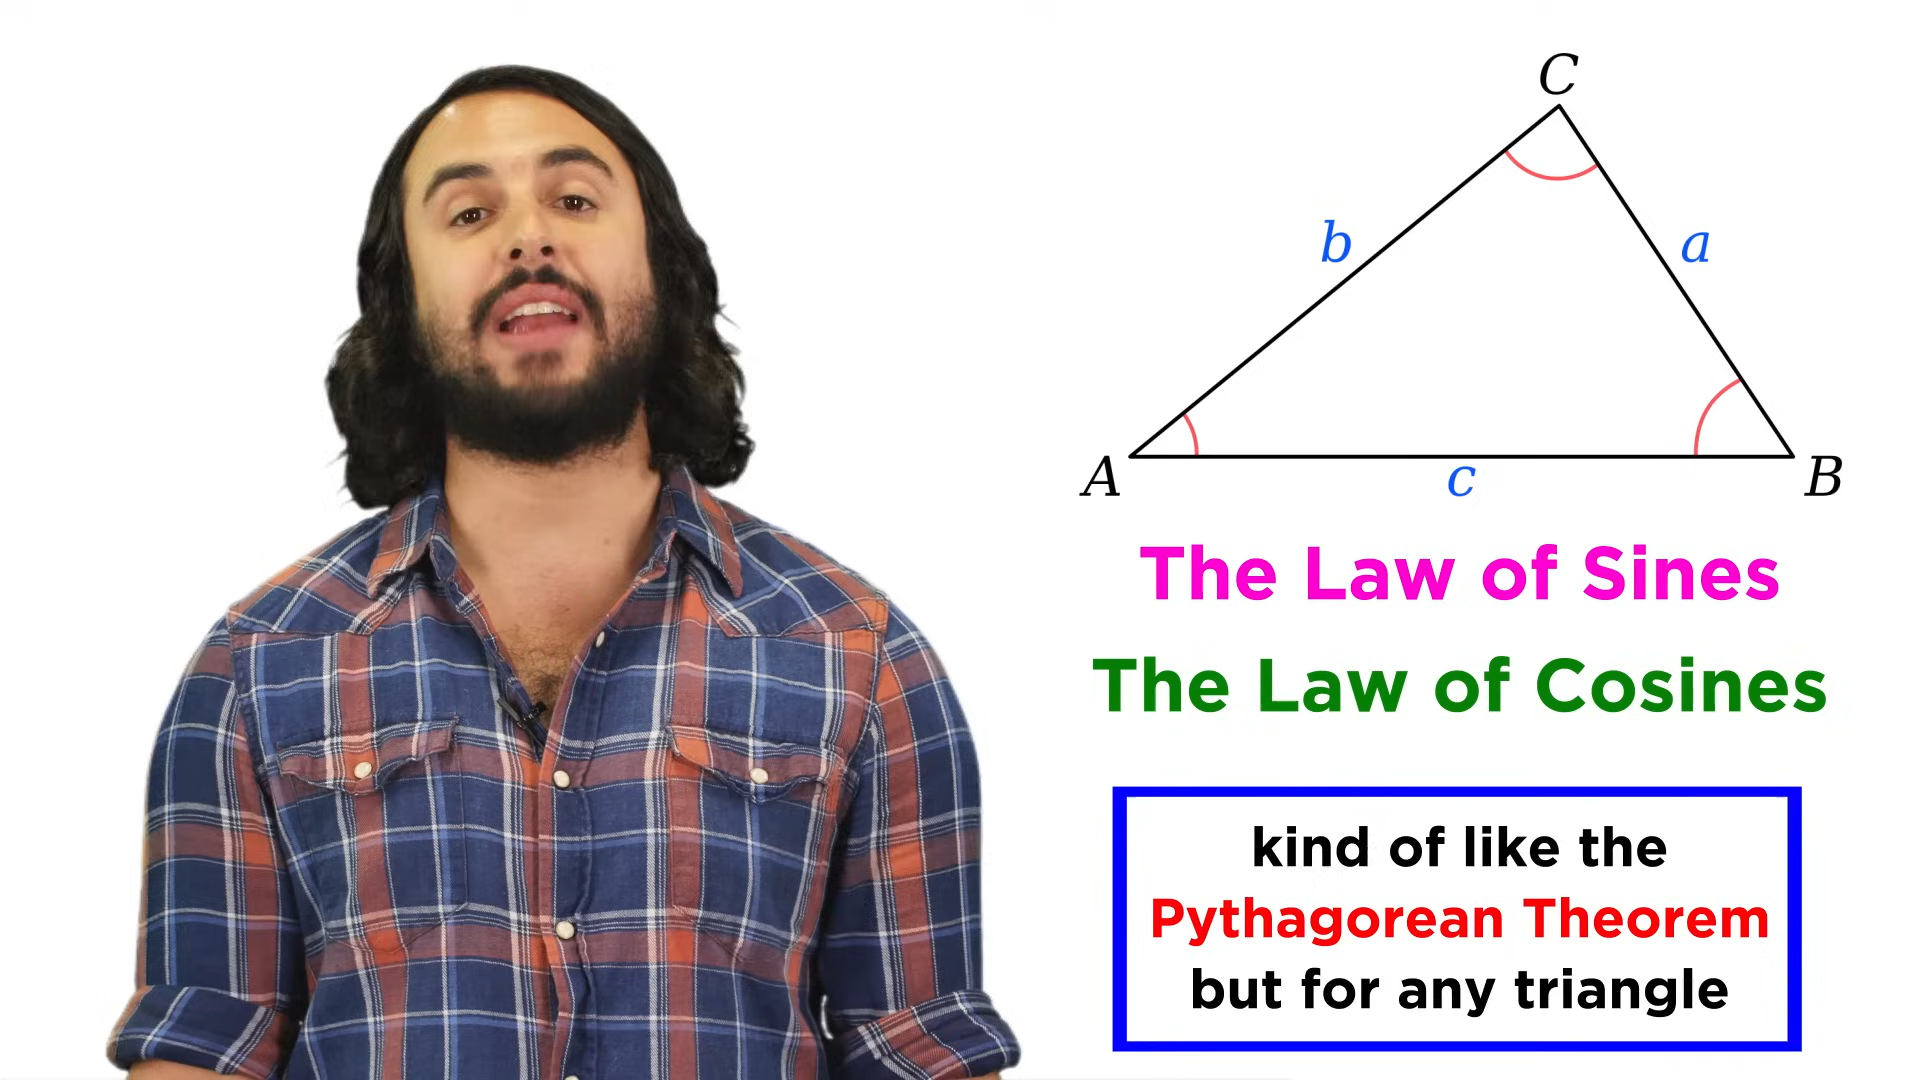 C
b
a
A
c
B
The Law of Sines
The Law of Cosines
kind of like the
Pythagorean Theorem
but for any triangle